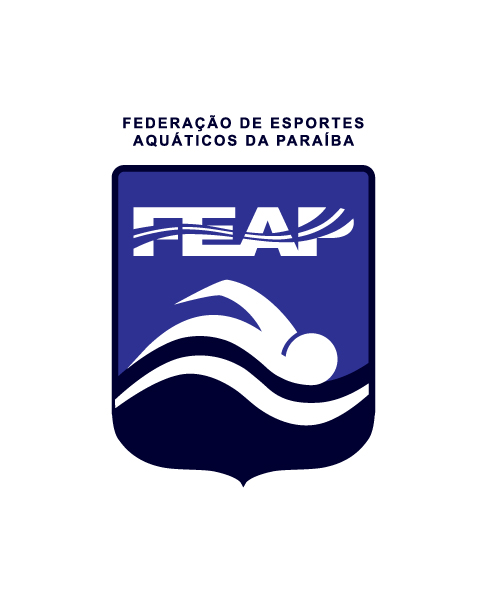 FEDERAÇÃO DE ESPORTES
AQUÁTICOS DA PARAÍBA
FEAP